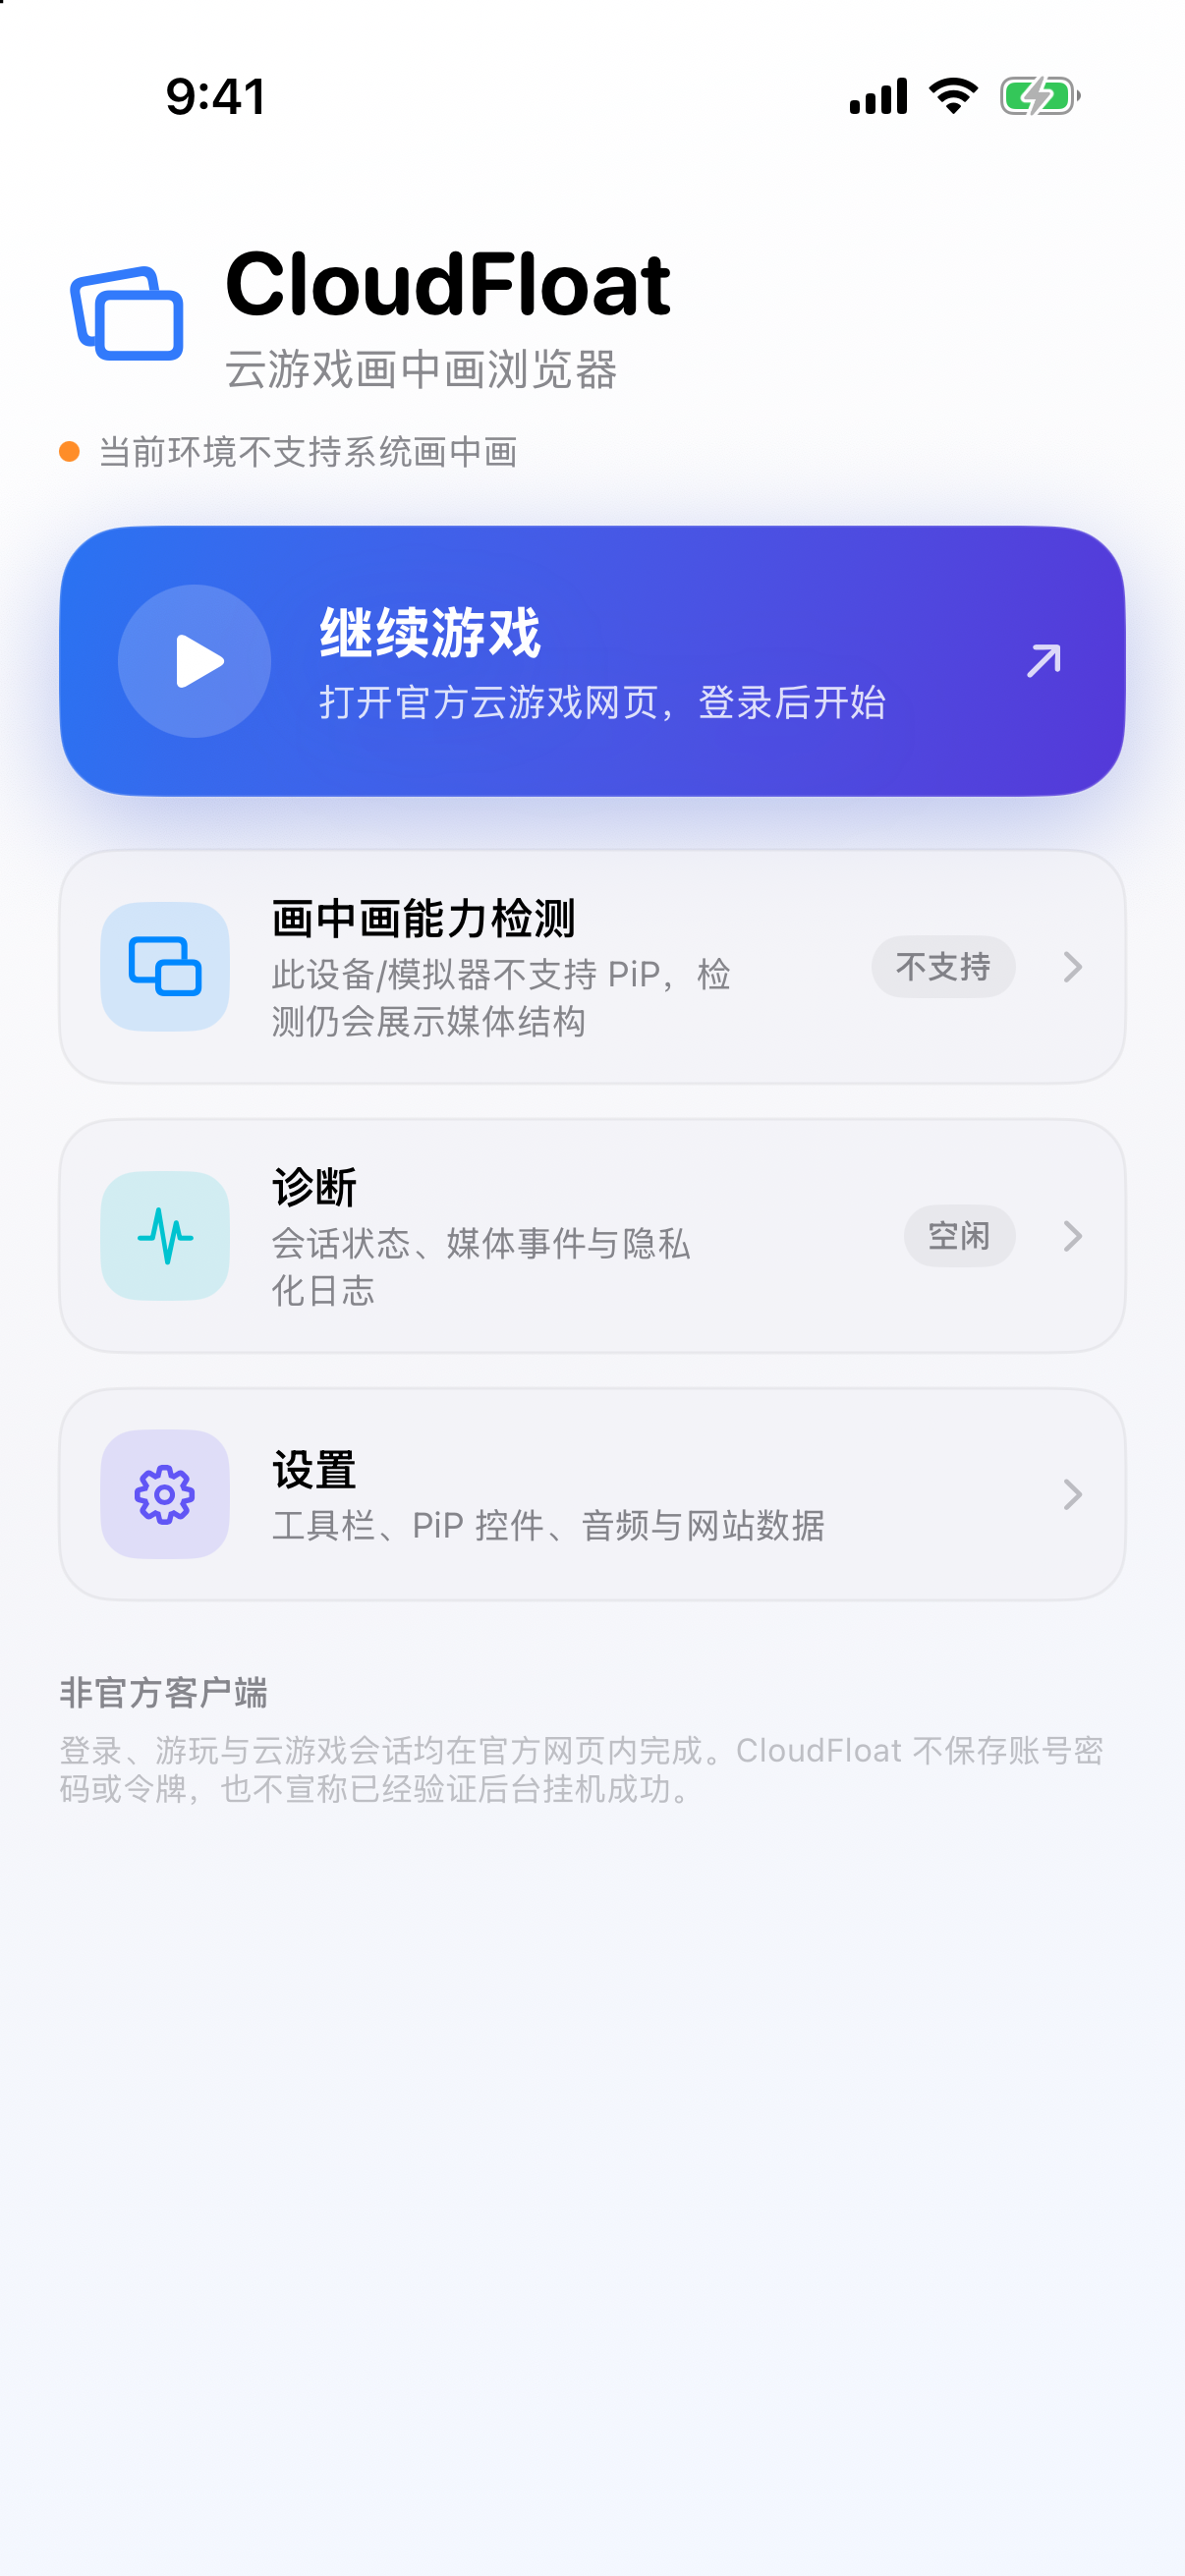 9:41
CloudFloat
云游戏画中画浏览器
当前环境不支持系统画中画
继续游戏
打开官方云游戏网页，登录后开始
画中画能力检测
此设备/模拟器不支持 PiP，检
测仍会展示媒体结构
不支持
诊断
会话状态、媒体事件与隐私
化日志
空闲
设置
工具栏、PiP 控件、音频与网站数据
非官方客户端
登录、游玩与云游戏会话均在官方网页内完成。CloudFloat 不保存账号密
码或令牌，也不宣称已经验证后台挂机成功。